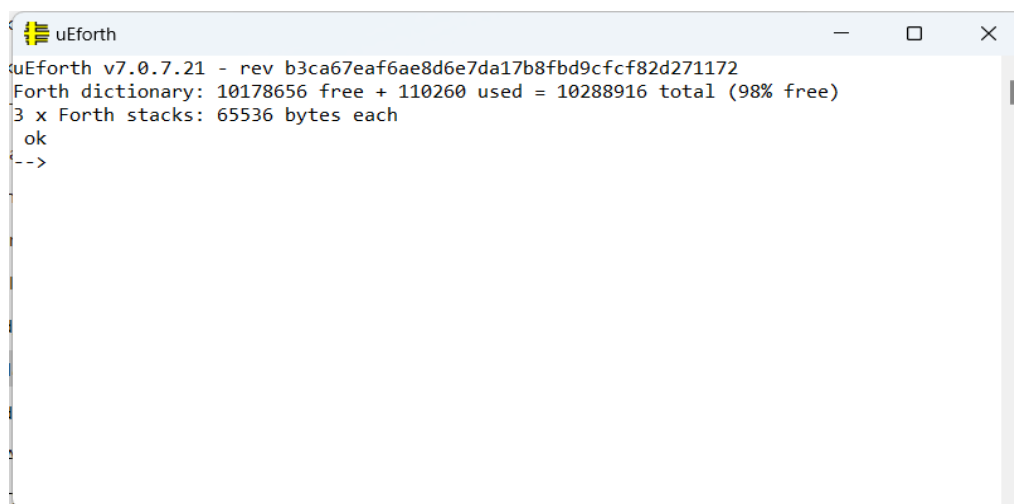 uEforth
uEforth v7.0.7.21 - rev b3ca67eaf6ae8d6e7da17b8fbd9cfcf82d271172
Forth dictionary: 10178656 free + 110260 used = 10288916 total (98% free)
3 x Forth stacks: 65536 bytes each
ok
-->